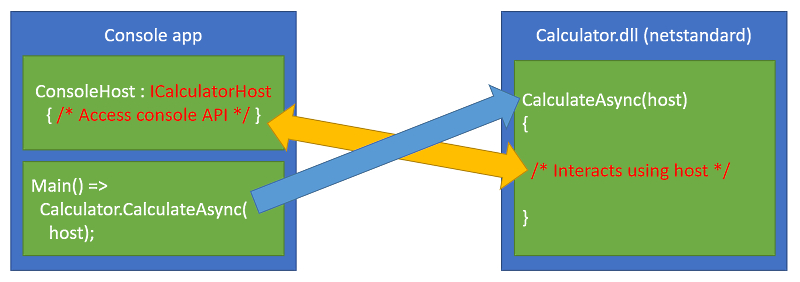 Console app
ConsoleHost : ICalculatorHost
{ /* Access console API */ }
Main() =>
Calculator.CalculateAsync(
host);
Calculator.dll (netstandard)
CalculateAsync(host)
{
/* Interacts using host */
}